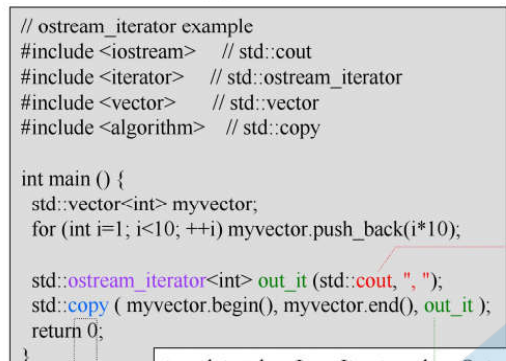 // ostream_iterator example
#include <iostream> // std::cout
#include <iterator> // std::ostream_iterator
#include <vector> // std::vector
#include <algorithm> // std::copy
int main () {
std::vector<int> myvector;
for (int i=1; i<10; ++i) myvector.push_back(i*10);
std::ostream_iterator<int> out_it (std::cout, ", ");
std::copy ( myvector.begin(), myvector.end(), out_it );
return 0;
}